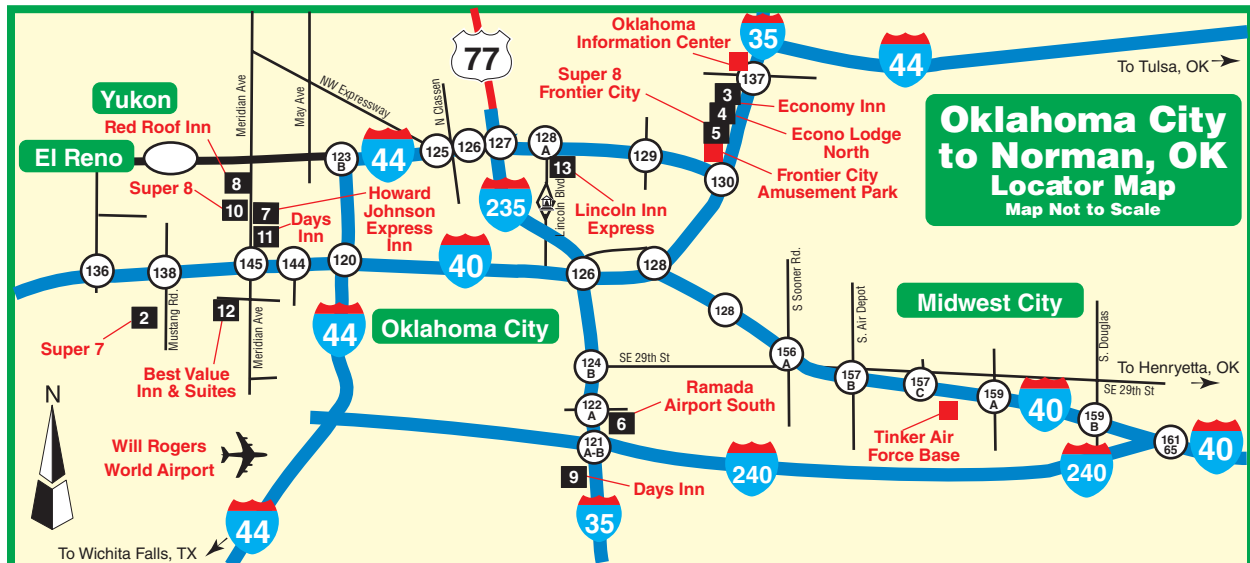 Oklahoma
Information Center
35
44
To Tulsa, OK
77
Super 8
Frontier City
137
3
Economy Inn
4
Econo Lodge
North
5
Frontier City
Amusement Park
130
Oklahoma City
to Norman, OK
Locator Map
Map Not to Scale
Yukon
Red Roof Inn
El Reno
Meridian Ave
May Ave
NW Expressway
N Classen
123
B
44
125
126
127
128
A
129
13
Lincoln Blvd
Lincoln Inn
Express
235
8
Super 8
10
7
Howard
Johnson
Express
Inn
11
Days
Inn
136
138
145
144
120
40
126
128
128
Mustang Rd.
2
Super 7
12
Best Value
Inn & Suites
Meridian Ave
44
Oklahoma City
Midwest City
S Sooner Rd.
S. Air Depot
S. Douglas
To Henryetta, OK
SE 29th St
SE 29th St
124
B
156
A
157
B
157
C
159
A
40
159
B
161
65
40
122
A
6
Ramada
Airport South
121
A-B
Tinker Air
Force Base
240
240
9
Days Inn
35
N
Will Rogers
World Airport
44
To Wichita Falls, TX